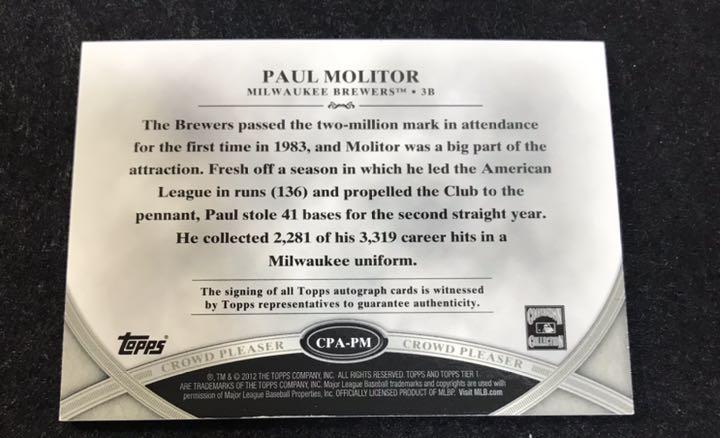 PAUL MOLITOR
MILWAUKEE BREWERS™ • 3B
The Brewers passed the two-million mark in attendance
for the first time in 1983, and Molitor was a big part of the
attraction. Fresh off a season in which he led the American
League in runs (136) and propelled the Club to the
pennant, Paul stole 41 bases for the second straight year.
He collected 2,281 of his 3,319 career hits in a
Milwaukee uniform.
The signing of all Topps autograph cards is witnessed
by Topps representatives to guarantee authenticity.
COOPERSTOWN
COLLECTION
Topps
CROWD PLEASER
CPA-PM
CROWD PLEASER
®, TM & © 2012 THE TOPPS COMPANY, INC. ALL RIGHTS RESERVED. TOPPS AND TOPPS TIER 1
ARE TRADEMARKS OF THE TOPPS COMPANY, INC. Major League Baseball trademarks and copyrights are used with
permission of Major League Baseball Properties, Inc. OFFICIALLY LICENSED PRODUCT OF MLBP. Visit MLB.com